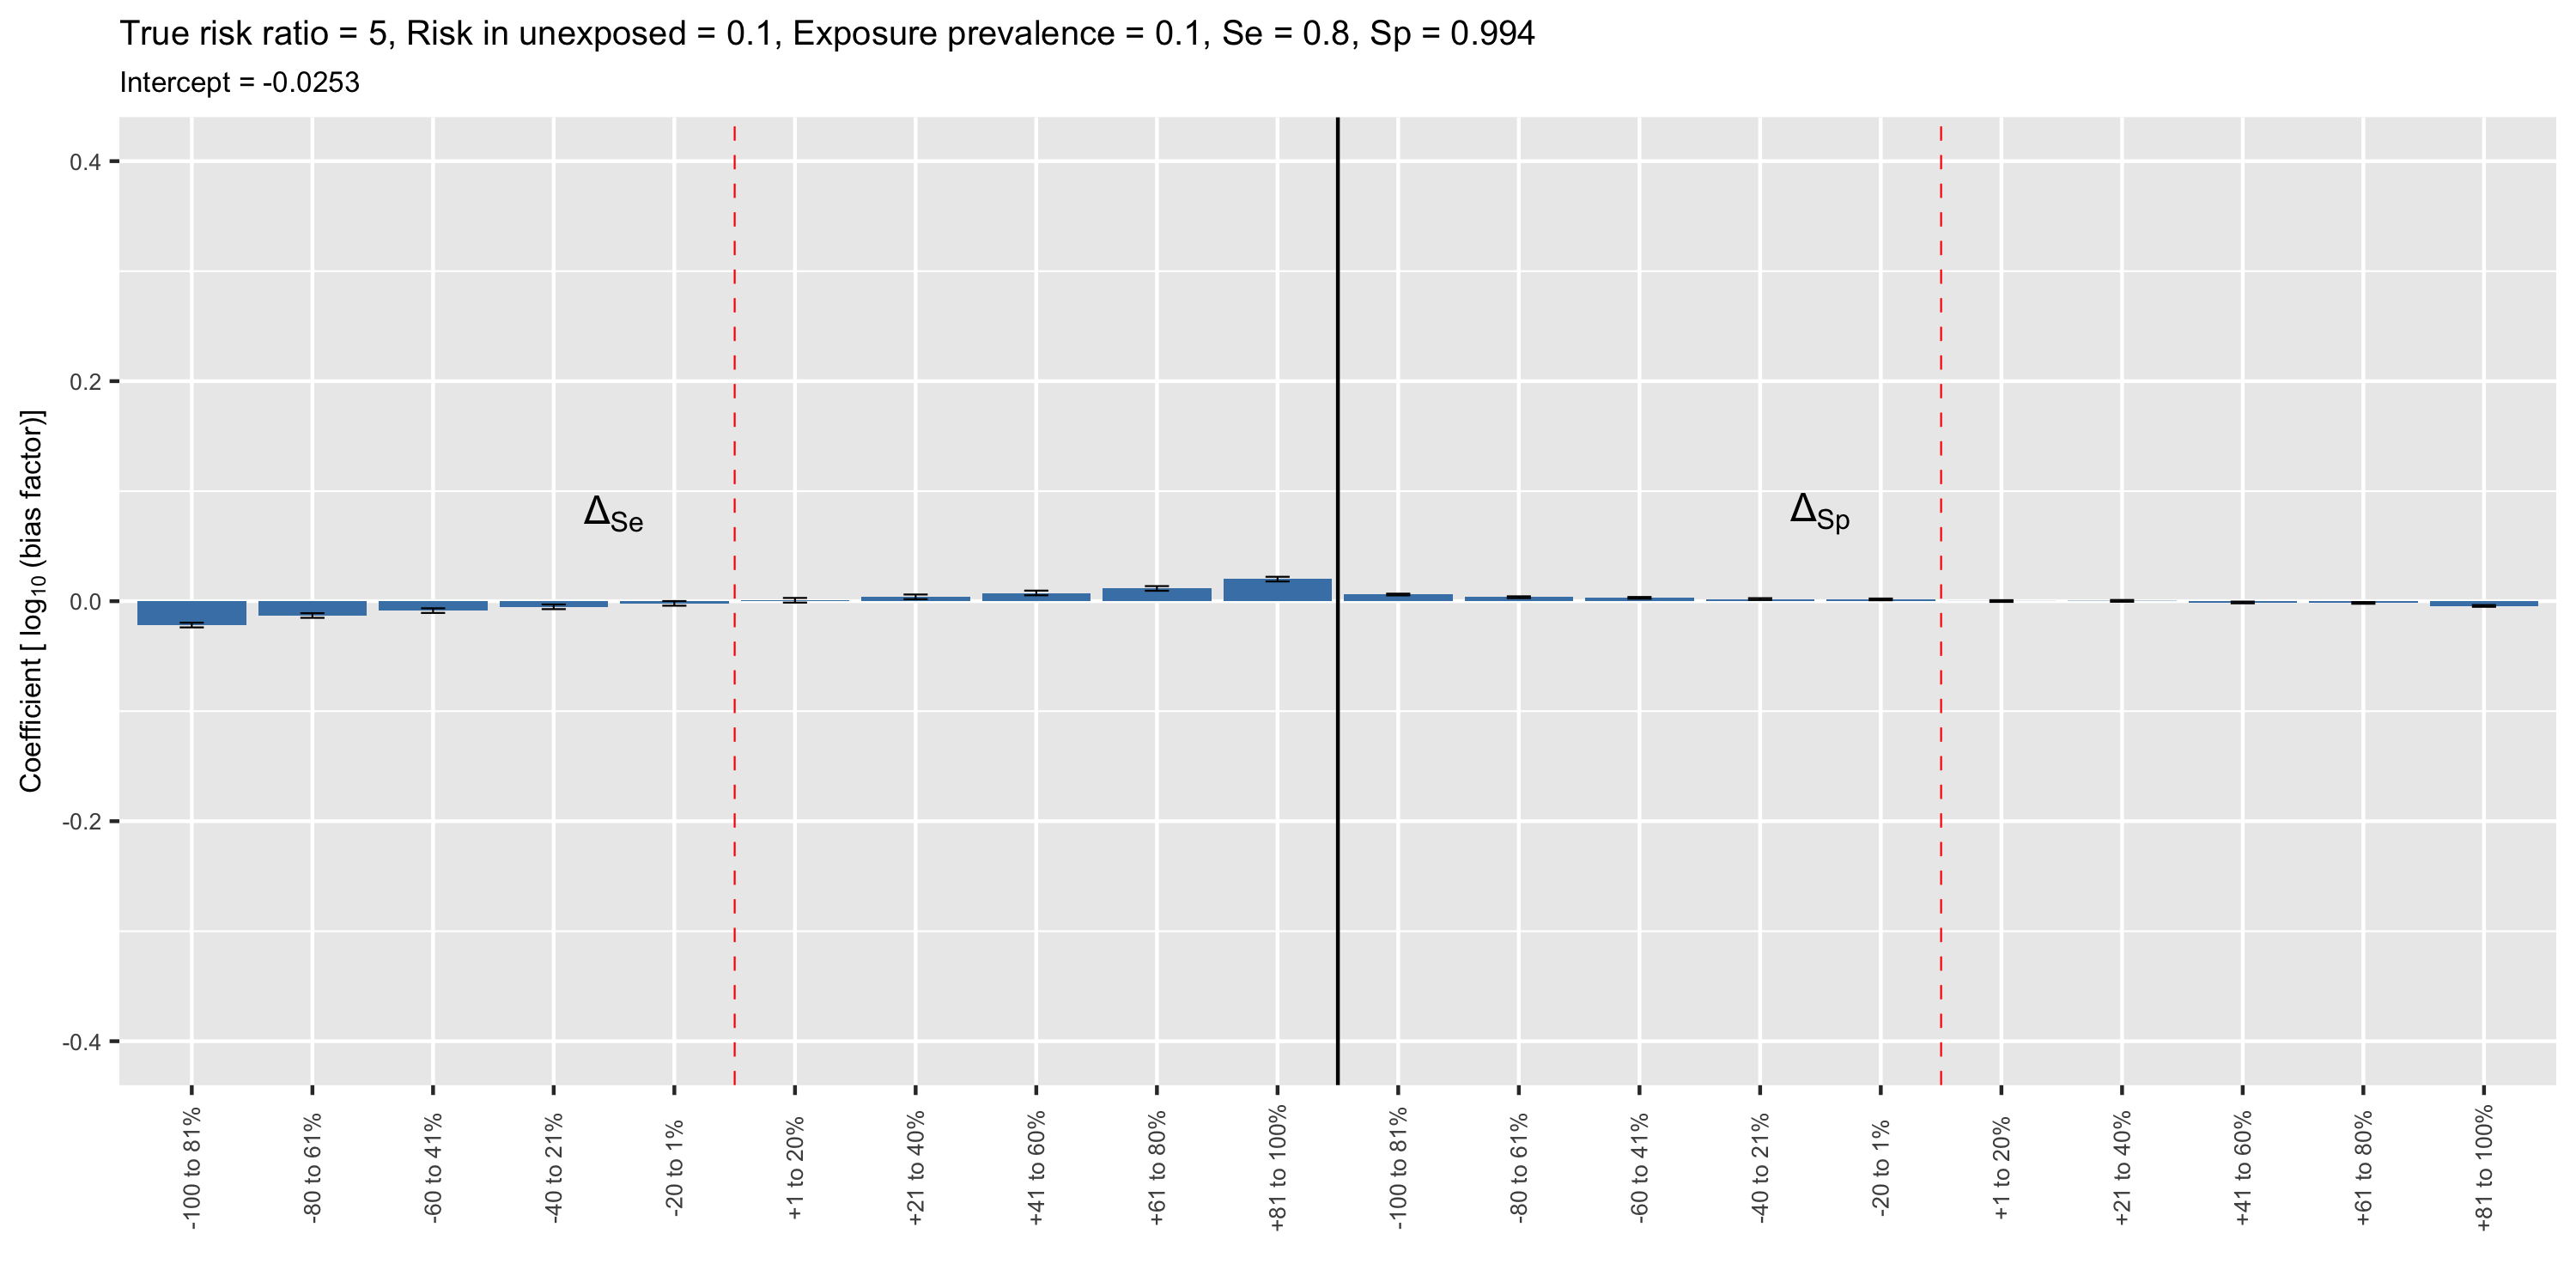 True risk ratio = 5, Risk in unexposed = 0.1, Exposure prevalence = 0.1, Se = 0.8, Sp = 0.994
Intercept = -0.0253
Coefficient [ log10 (bias factor)]
0.4
0.2
0.0
-0.2
-0.4
ΔSe
ΔSp
-100 to 81%
-80 to 61%
-60 to 41%
-40 to 21%
-20 to 1%
+1 to 20%
+21 to 40%
+41 to 60%
+61 to 80%
+81 to 100%
-100 to 81%
-80 to 61%
-60 to 41%
-40 to 21%
-20 to 1%
+1 to 20%
+21 to 40%
+41 to 60%
+61 to 80%
+81 to 100%